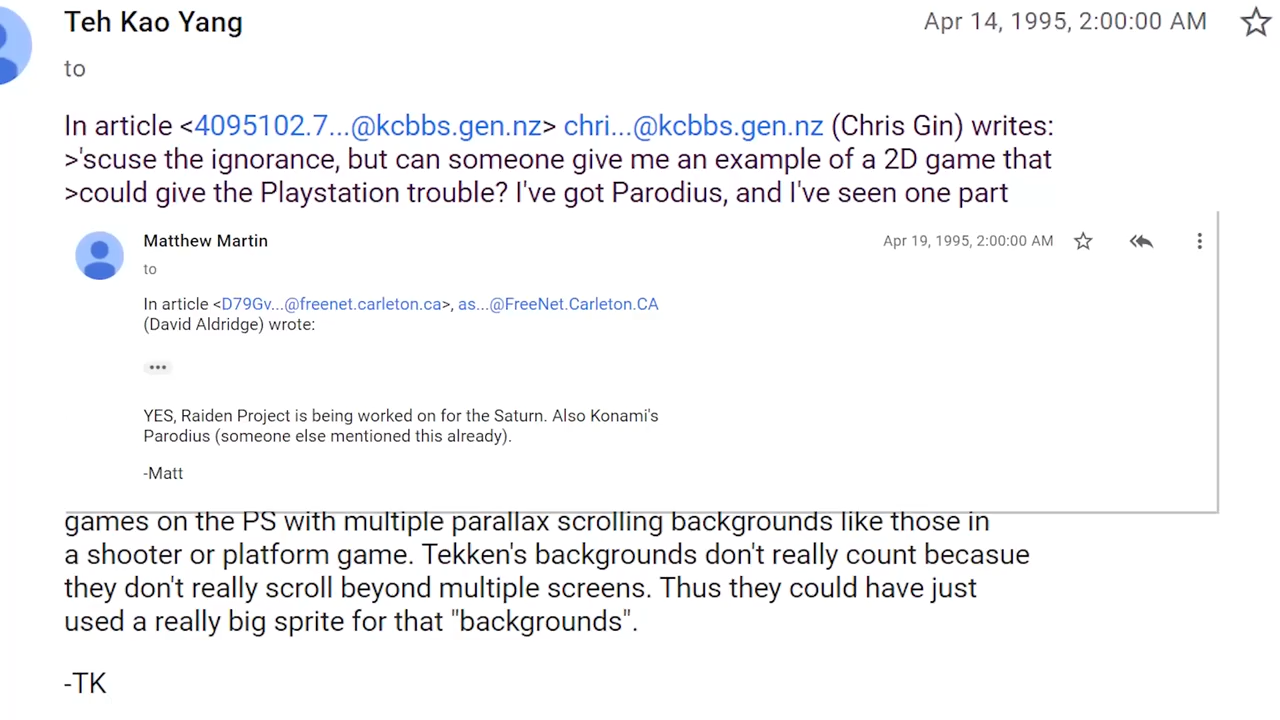 Teh Kao Yang
Apr 14, 1995, 2:00:00 AM
to
In article <4095102.7...@kcbbs.gen.nz> chri...@kcbbs.gen.nz (Chris Gin) writes:
>'scuse the ignorance, but can someone give me an example of a 2D game that
>could give the Playstation trouble? I've got Parodius, and I've seen one part
Matthew Martin
Apr 19, 1995, 2:00:00 AM
to
In article <D79Gv...@freenet.carleton.ca>, as...@FreeNet.Carleton.CA
(David Aldridge) wrote:
YES, Raiden Project is being worked on for the Saturn. Also Konami's
Parodius (someone else mentioned this already).
-Matt
games on the PS with multiple parallax scrolling backgrounds like those in
a shooter or platform game. Tekken's backgrounds don't really count becasue
they don't really scroll beyond multiple screens. Thus they could have just
used a really big sprite for that "backgrounds".
-TK